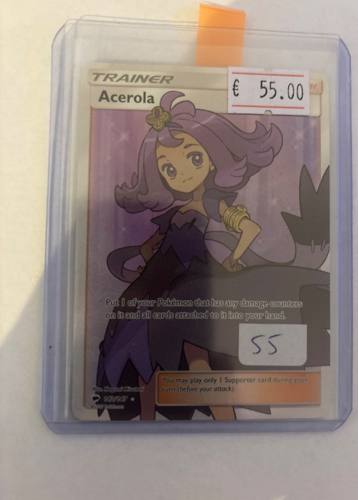 TRAINER
€ 55.00
Acerola
Put 1 of your Pokémon that has any damage counters
on it and all cards attached to it into your hand.
55
You may play only 1 Supporter card during your
turn (before your attack).